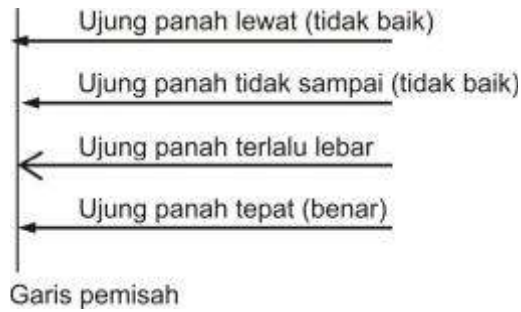 Ujung panah lewat (tidak baik)
Ujung panah tidak sampai (tidak baik)
Ujung panah terlalu lebar
Ujung panah tepat (benar)
Garis pemisah